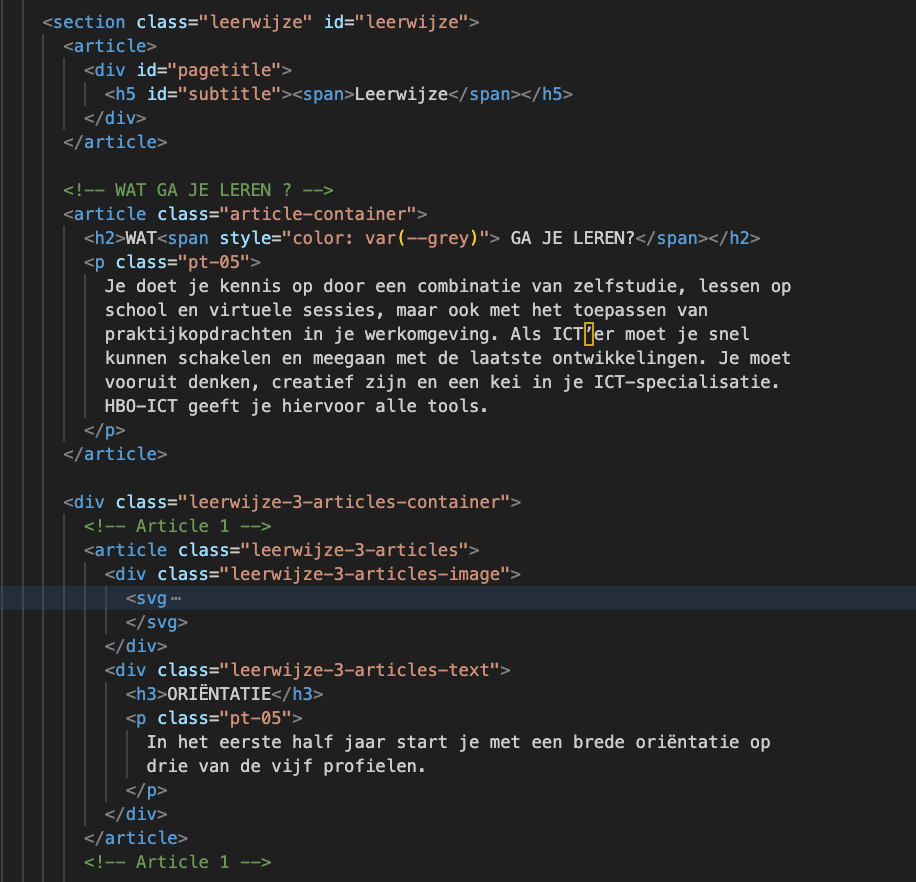 <section class="leerwijze" id="leerwijze">
<article>
<div id="pagetitle">
<h5 id="subtitle"><span>Leerwijze</span></h5>
</div>
</article>
<!-- WAT GA JE LEREN ? -->
<article class="article-container">
<h2>WAT<span style="color: var(--grey)"> GA JE LEREN?</span></h2>
<p class="pt-05">
Je doet je kennis op door een combinatie van zelfstudie, lessen op
school en virtuele sessies, maar ook met het toepassen van
praktijkopdrachten in je werkomgeving. Als ICT’er moet je snel
kunnen schakelen en meegaan met de laatste ontwikkelingen. Je moet
vooruit denken, creatief zijn en een kei in je ICT-specialisatie.
HBO-ICT geeft je hiervoor alle tools.
</p>
</article>
<div class="leerwijze-3-articles-container">
<!-- Article 1 -->
<article class="leerwijze-3-articles">
<div class="leerwijze-3-articles-image">
<svg⋯
</svg>
</div>
<div class="leerwijze-3-articles-text">
<h3>ORIËNTATIE</h3>
<p class="pt-05">
In het eerste half jaar start je met een brede oriëntatie op
drie van de vijf profielen.
</p>
</div>
</article>
<!-- Article 1 -->